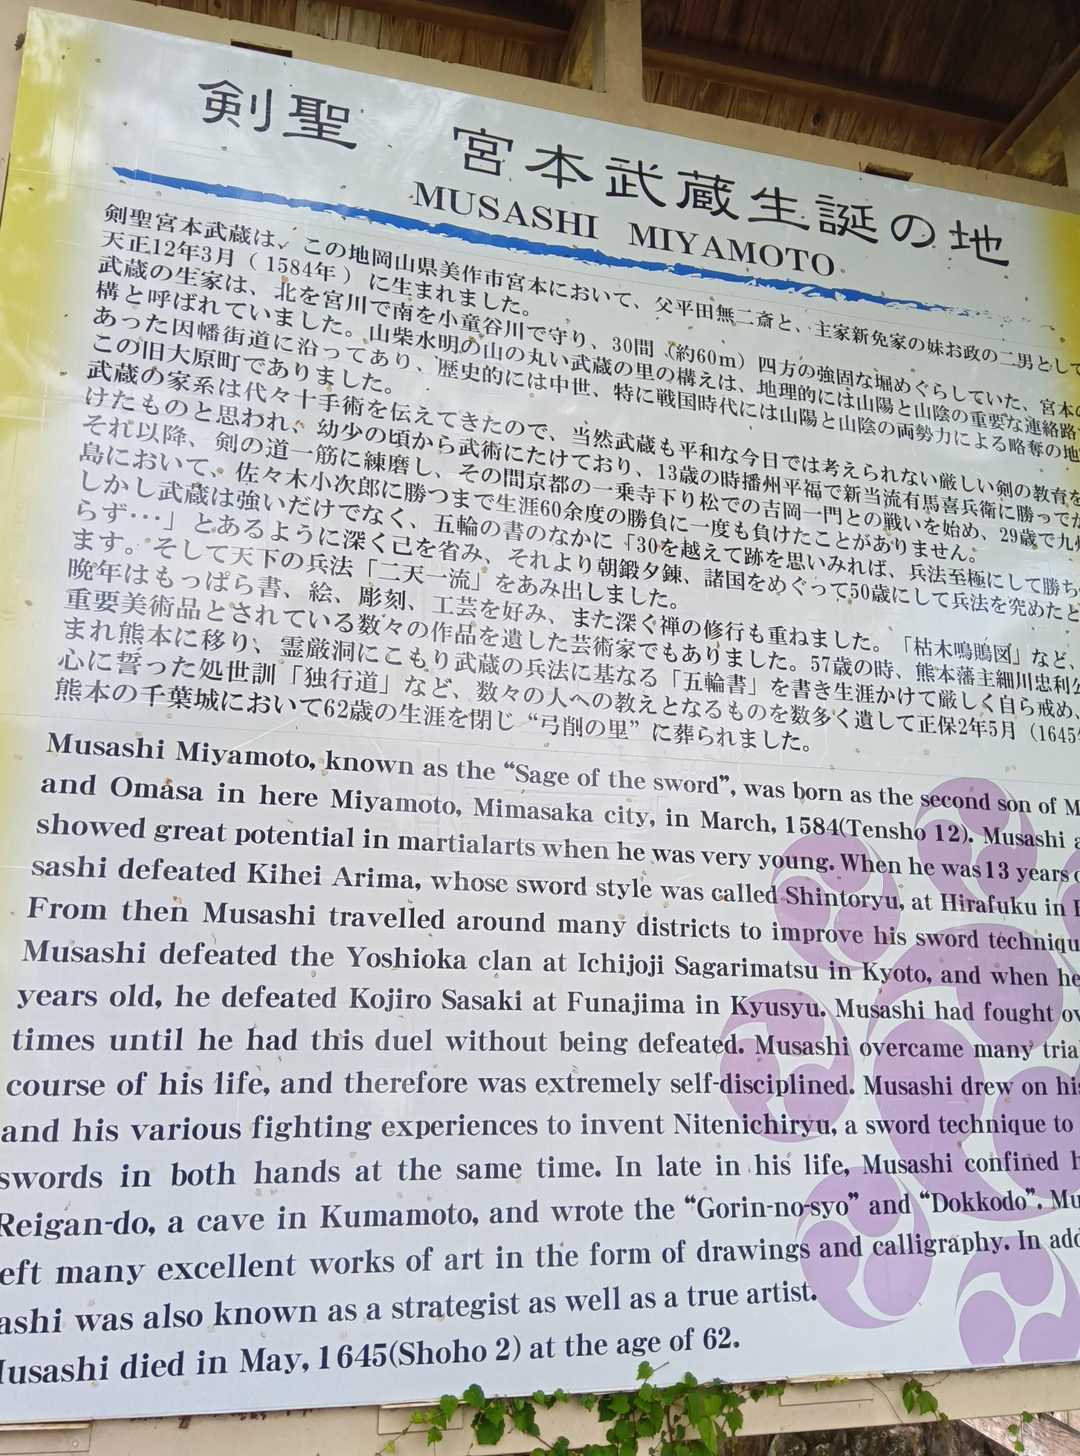 剣聖 宮本武蔵生誕の地
MUSASHI MIYAMOTO
剣聖宮本武蔵は、この地岡山県美作市宮本において、父平田無二斎と、主家新免家の妹お政の二男として
天正12年3月(1584年)に生まれました。
武蔵の生家は、北を宮川で南を小童谷川で守り、30間(約60m)四方の強固な堀めぐらしていた、宮本の
構と呼ばれていました。山柴水明の山の丸い武蔵の里の構えは、地理的には山陽と山陰の重要な連絡路
あった因幡街道に沿ってあり、歴史的には中世、特に戦国時代には山陽と山陰の両勢力による略奪の地
この旧大原町でありました。
武蔵の家系は代々十手術を伝えてきたので、当然武蔵も平和な今日では考えられない厳しい剣の教育を
けたものと思われ、幼少の頃から武術にたけており、13歳の時播州平福で新当流有馬喜兵衛に勝ってか
それ以降、剣の道一筋に練磨し、その間京都の一乗寺下り松での吉岡一門との戦いを始め、29歳で九州
島において、佐々木小次郎に勝つまで生涯60余度の勝負に一度も負けたことがありません。
しかし武蔵は強いだけでなく、五輪の書のなかに「30を越えて跡を思いみれば、兵法至極にして勝ち
らず・・・」とあるように深く己を省み、それより朝鍛夕錬、諸国をめぐって50歳にして兵法を究めたと
ます。そして天下の兵法「二天一流」をあみ出しました。
晩年はもっぱら書、絵、彫刻、工芸を好み、また深く禅の修行も重ねました。「枯木鳴鵙図」など、
重要美術品とされている数々の作品を遺した芸術家でもありました。57歳の時、熊本藩主細川忠利公
まれ熊本に移り、霊厳洞にこもり武蔵の兵法に基なる「五輪書」を書き生涯かけて厳しく自ら戒め、
心に誓った処世訓「独行道」など、数々の人への教えとなるものを数多く遺して正保2年5月(1645
熊本の千葉城において62歳の生涯を閉じ“弓削の里”に葬られました。
Musashi Miyamoto, known as the “Sage of the sword”, was born as the second son of M
and Omasa in here Miyamoto, Mimasaka city, in March, 1584(Tensho 12). Musashi a
showed great potential in martialarts when he was very young. When he was13 years o
sashi defeated Kihei Arima, whose sword style was called Shintoryu, at Hirafuku in
From then Musashi travelled around many districts to improve his sword techniqu
Musashi defeated the Yoshioka clan at Ichijoji Sagarimatsu in Kyoto, and when he
years old, he defeated Kojiro Sasaki at Funajima in Kyusyu. Musashi had fought ov
times until he had this duel without being defeated. Musashi overcame many tria
course of his life, and therefore was extremely self-disciplined. Musashi drew on his
and his various fighting experiences to invent Nitenichiryu, a sword technique to
swords in both hands at the same time. In late in his life, Musashi confined h
Reigan-do, a cave in Kumamoto, and wrote the “Gorin-no-syo” and “Dokkodo”. Mu
eft many excellent works of art in the form of drawings and calligraphy. In add
ashi was also known as a strategist as well as a true artist.
Musashi died in May, 1645(Shoho 2) at the age of 62.